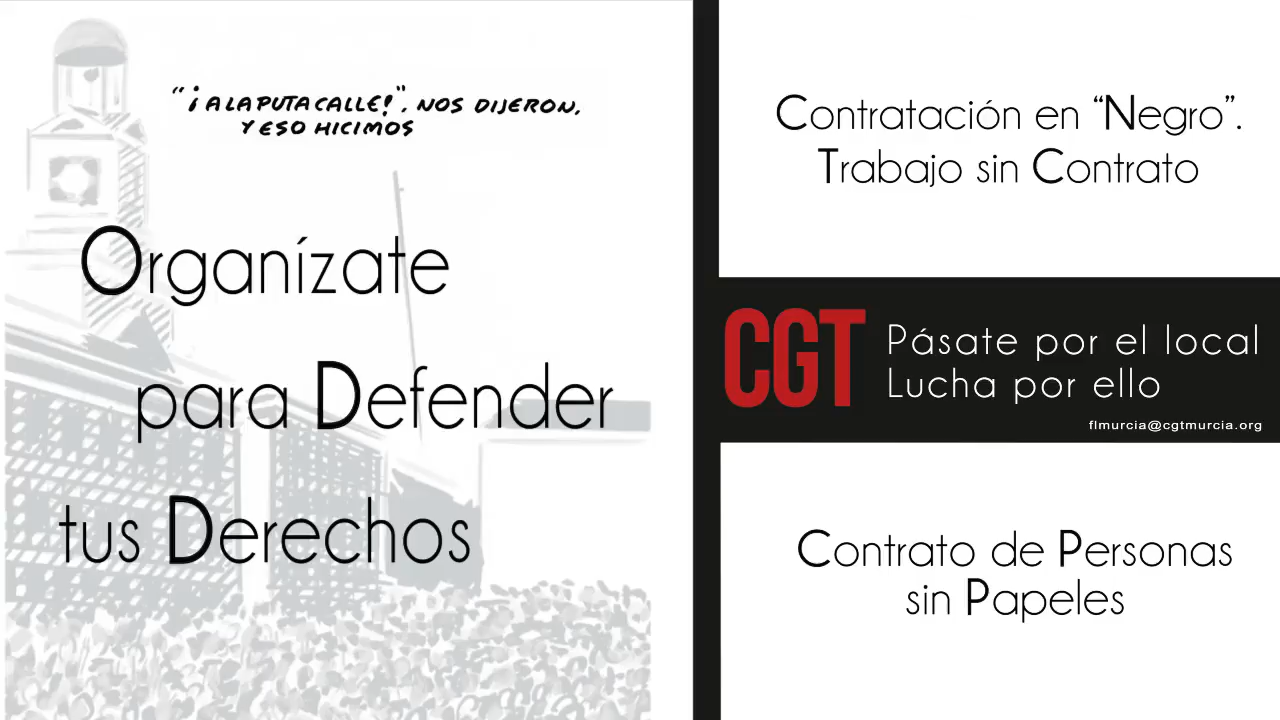 "¡A LA PUTA CALLE!", NOS DIJERON,
Y ESO HICIMOS
Organízate
para Defender
tus Derechos
Contratación en “Negro”.
Trabajo sin Contrato
CGT
Pásate por el local
Lucha por ello
flmurcia@cgtmurcia.org
Contrato de Personas
sin Papeles